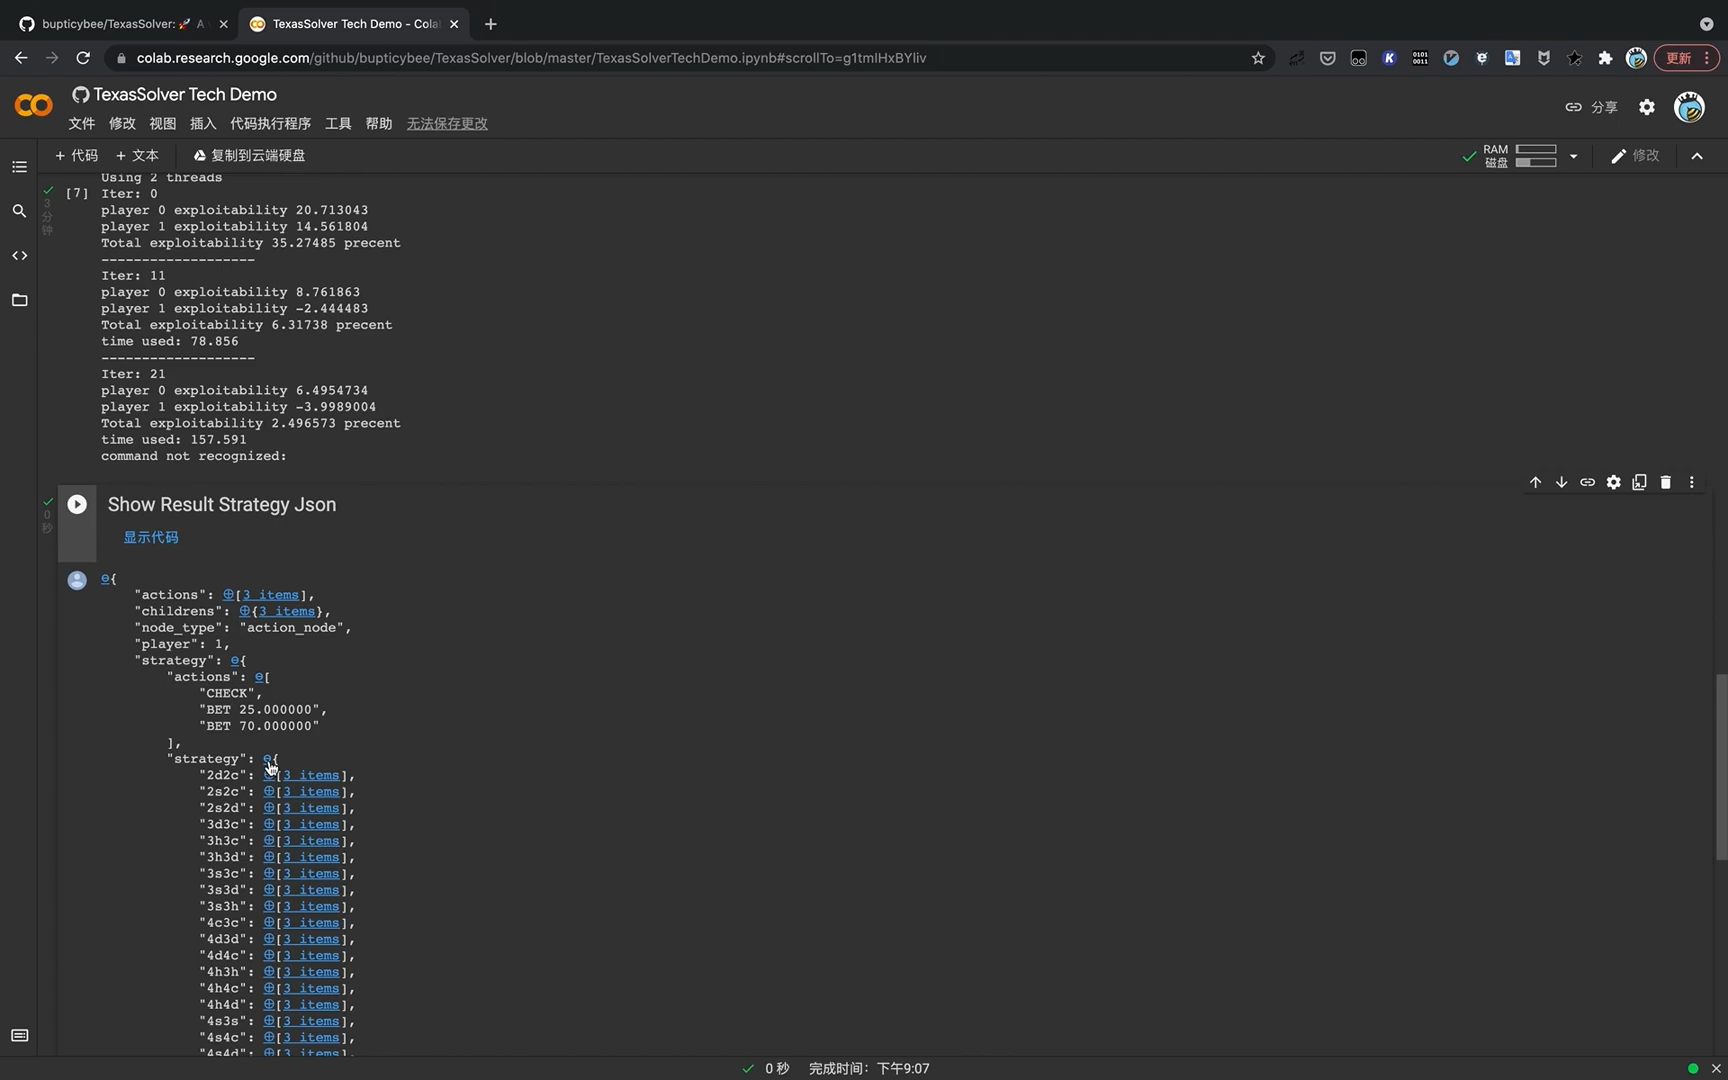 bupticybee/TexasSolver: 🚀 A
TexasSolver Tech Demo - Cola
colab.research.google.com/github/bupticybee/TexasSolver/blob/master/TexasSolverTechDemo.ipynb#scrollTo=g1tmlHxBYliv
更新
TexasSolver Tech Demo
分享
文件 修改 视图 插入 代码执行程序 工具 帮助 无法保存更改
+ 代码 + 文本 复制到云端硬盘
RAM
磁盘
修改
Using 2 threads
[7] Iter: 0
3
分
钟
player 0 exploitability 20.713043
player 1 exploitability 14.561804
Total exploitability 35.27485 precent
-------------------
Iter: 11
player 0 exploitability 8.761863
player 1 exploitability -2.444483
Total exploitability 6.31738 precent
time used: 78.856
-------------------
Iter: 21
player 0 exploitability 6.4954734
player 1 exploitability -3.9989004
Total exploitability 2.496573 precent
time used: 157.591
command not recognized:
0
秒
Show Result Strategy Json
显示代码
⊖{
"actions": ⊕[3 items],
"childrens": ⊕{3 items},
"node_type": "action_node",
"player": 1,
"strategy": ⊖{
"actions": ⊖[
"CHECK",
"BET 25.000000",
"BET 70.000000"
],
"strategy": ⊖{
"2d2c": ⊕[3 items],
"2s2c": ⊕[3 items],
"2s2d": ⊕[3 items],
"3d3c": ⊕[3 items],
"3h3c": ⊕[3 items],
"3h3d": ⊕[3 items],
"3s3c": ⊕[3 items],
"3s3d": ⊕[3 items],
"3s3h": ⊕[3 items],
"4c3c": ⊕[3 items],
"4d3d": ⊕[3 items],
"4d4c": ⊕[3 items],
"4h3h": ⊕[3 items],
"4h4c": ⊕[3 items],
"4h4d": ⊕[3 items],
"4s3s": ⊕[3 items],
"4s4c": ⊕[3 items],
"4s4d": ⊕[3 items],
0 秒 完成时间: 下午9:07